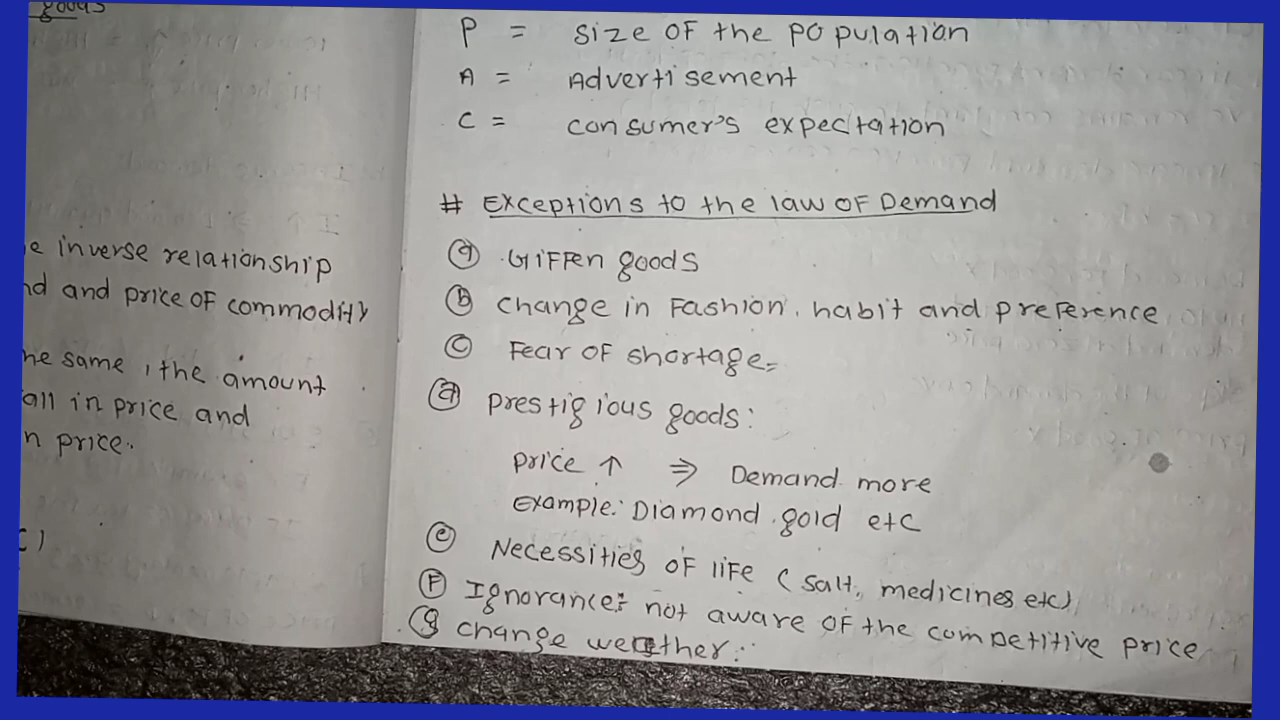 goods
inverse relationship
and price of commodity
same, the amount
in price and
price.
P = size of the population
A = Advertisement
C = consumer's expectation
# Exceptions to the law of Demand
a Giffen goods
b change in Fashion, habit and preference
c Fear of shortage
d prestigious goods:
price ↑ ⇒ Demand more
Example: Diamond, gold etc
e Necessities of life (salt, medicines etc)
F Ignorance: not aware of the competitive price
g change weather: